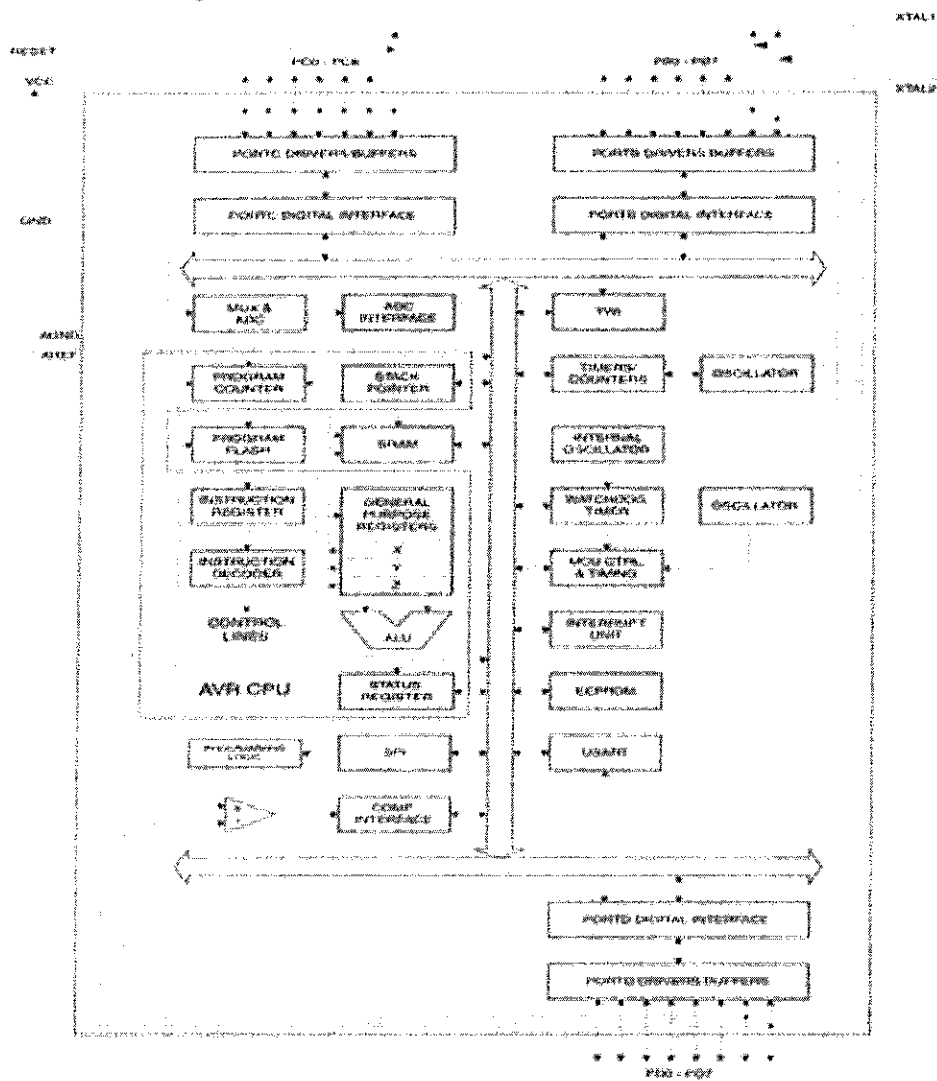 XTAL1
RESET
PC0 - PC6
PB0 - PB7
VCC
XTAL2
PORTC DRIVERS/BUFFERS
PORTB DRIVERS/BUFFERS
GND
PORTC DIGITAL INTERFACE
PORTB DIGITAL INTERFACE
MUX &
ADC
ADC
INTERFACE
TWI
AGND
AREF
PROGRAM
COUNTER
STACK
POINTER
TIMERS/
COUNTERS
OSCILLATOR
PROGRAM
FLASH
SRAM
INTERNAL
OSCILLATOR
INSTRUCTION
REGISTER
GENERAL
PURPOSE
REGISTERS
WATCHDOG
TIMER
OSCILLATOR
INSTRUCTION
DECODER
X
Y
Z
MCU CTRL.
& TIMING
CONTROL
LINES
ALU
INTERRUPT
UNIT
AVR CPU
STATUS
REGISTER
EEPROM
PROGRAMMING
LOGIC
SPI
USART
+
-
COMP.
INTERFACE
PORTD DIGITAL INTERFACE
PORTD DRIVERS/BUFFERS
PD0 - PD7